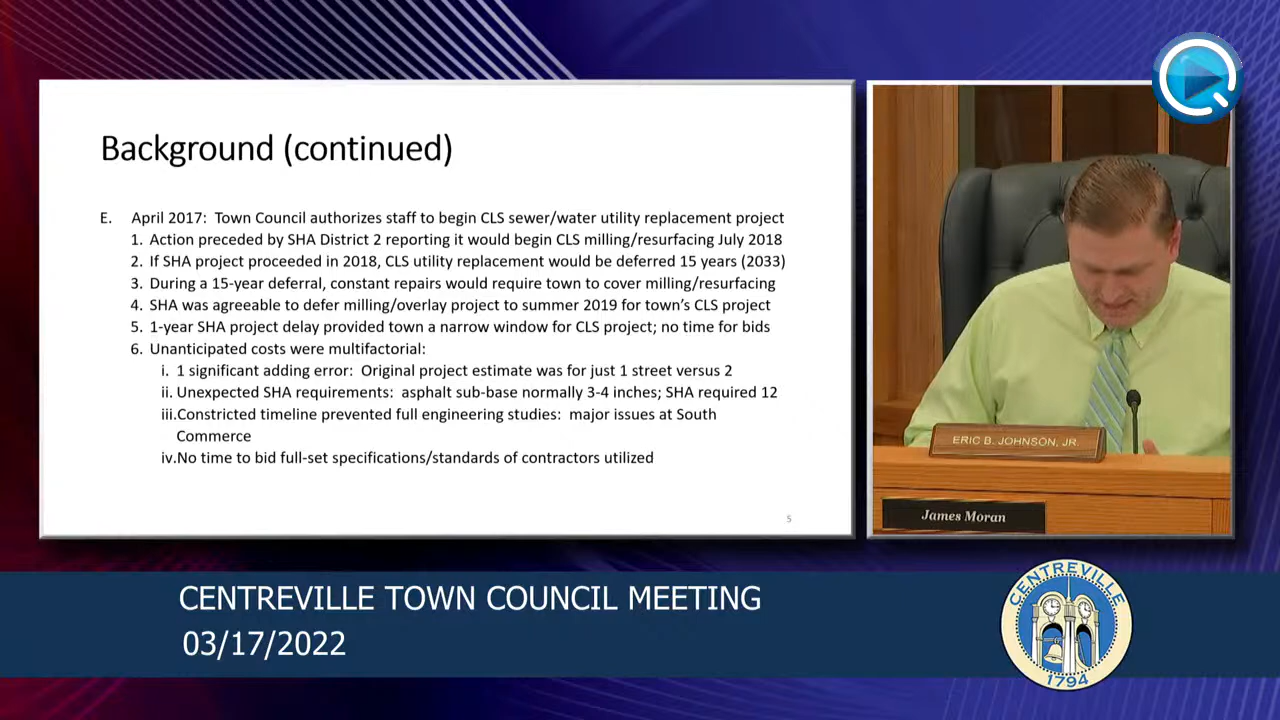 Background (continued)
E. April 2017: Town Council authorizes staff to begin CLS sewer/water utility replacement project
1. Action preceded by SHA District 2 reporting it would begin CLS milling/resurfacing July 2018
2. If SHA project proceeded in 2018, CLS utility replacement would be deferred 15 years (2033)
3. During a 15-year deferral, constant repairs would require town to cover milling/resurfacing
4. SHA was agreeable to defer milling/overlay project to summer 2019 for town's CLS project
5. 1-year SHA project delay provided town a narrow window for CLS project; no time for bids
6. Unanticipated costs were multifactorial:
i. 1 significant adding error: Original project estimate was for just 1 street versus 2
ii. Unexpected SHA requirements: asphalt sub-base normally 3-4 inches; SHA required 12
iii.Constricted timeline prevented full engineering studies: major issues at South
Commerce
iv.No time to bid full-set specifications/standards of contractors utilized
5
ERIC B. JOHNSON, JR.
James Moran
CENTREVILLE TOWN COUNCIL MEETING
03/17/2022
CENTREVILLE
1794